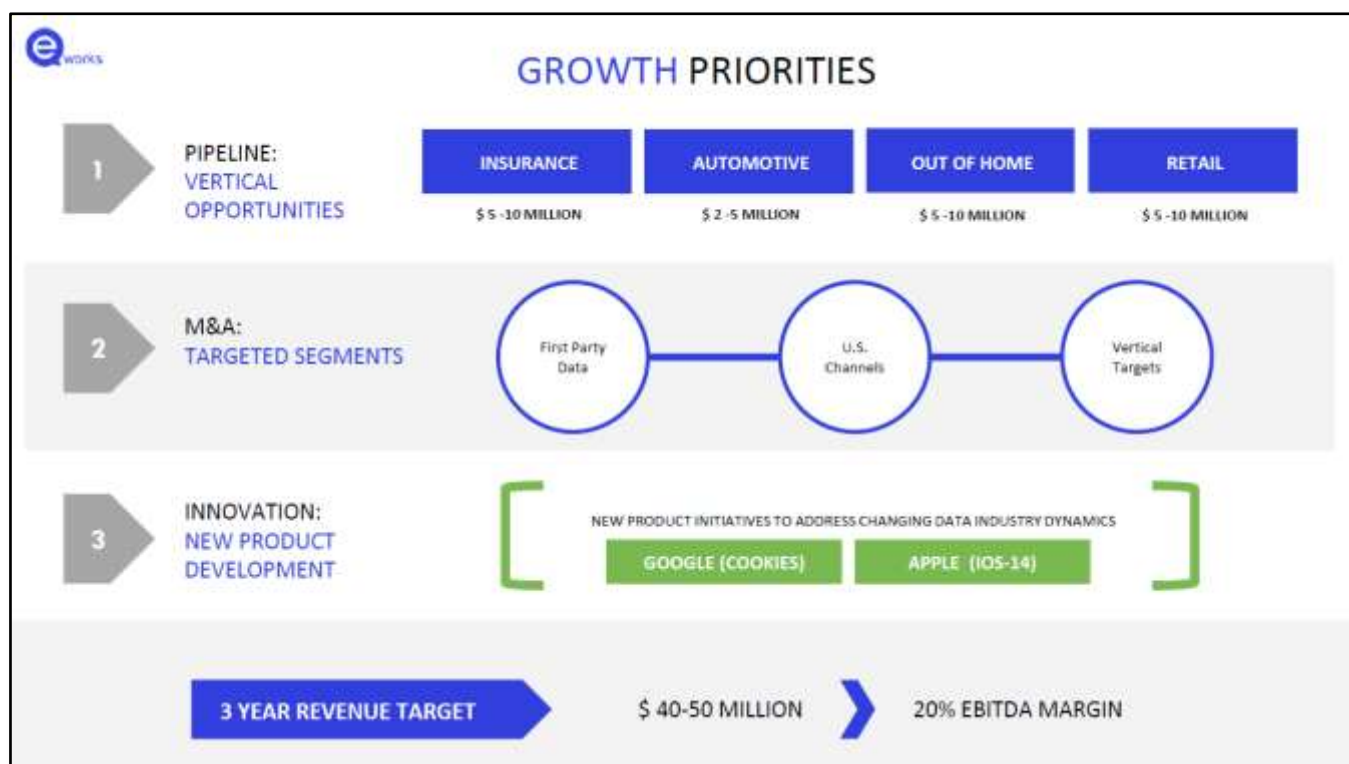 eQ works
GROWTH PRIORITIES
1
PIPELINE:
VERTICAL
OPPORTUNITIES
INSURANCE
AUTOMOTIVE
OUT OF HOME
RETAIL
$ 5 -10 MILLION
$ 2 -5 MILLION
$ 5 -10 MILLION
$ 5 -10 MILLION
2
M&A:
TARGETED SEGMENTS
First Party
Data
U.S.
Channels
Vertical
Targets
3
INNOVATION:
NEW PRODUCT
DEVELOPMENT
NEW PRODUCT INITIATIVES TO ADDRESS CHANGING DATA INDUSTRY DYNAMICS
GOOGLE (COOKIES)
APPLE (IOS-14)
3 YEAR REVENUE TARGET
$ 40-50 MILLION
20% EBITDA MARGIN